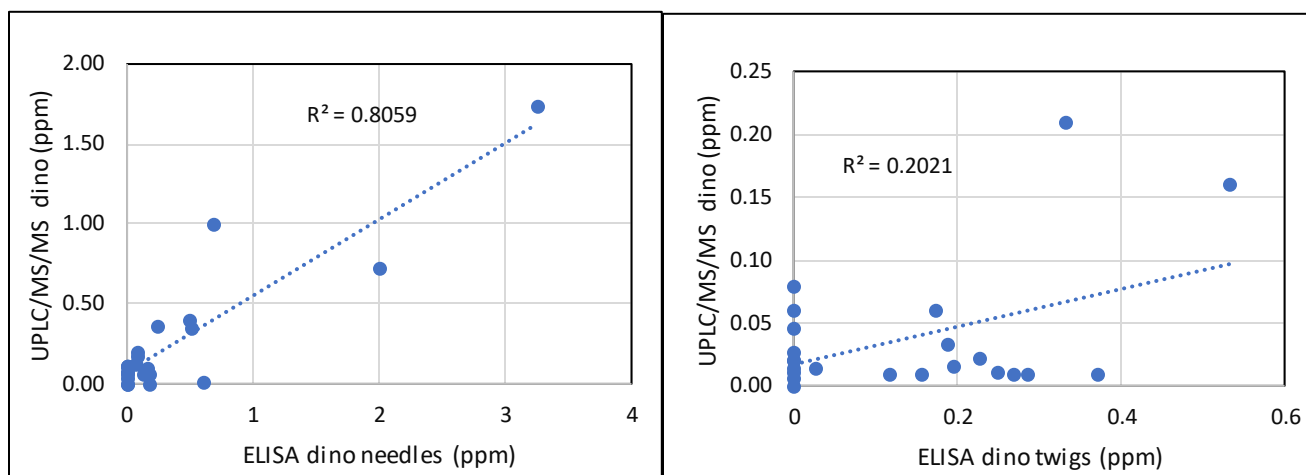 UPLC/MS/MS dino (ppm)
2.00
1.50
1.00
0.50
0.00
R² = 0.8059
0 1 2 3 4
ELISA dino needles (ppm)
UPLC/MS/MS dino (ppm)
0.25
0.20
0.15
0.10
0.05
0.00
R² = 0.2021
0 0.2 0.4 0.6
ELISA dino twigs (ppm)